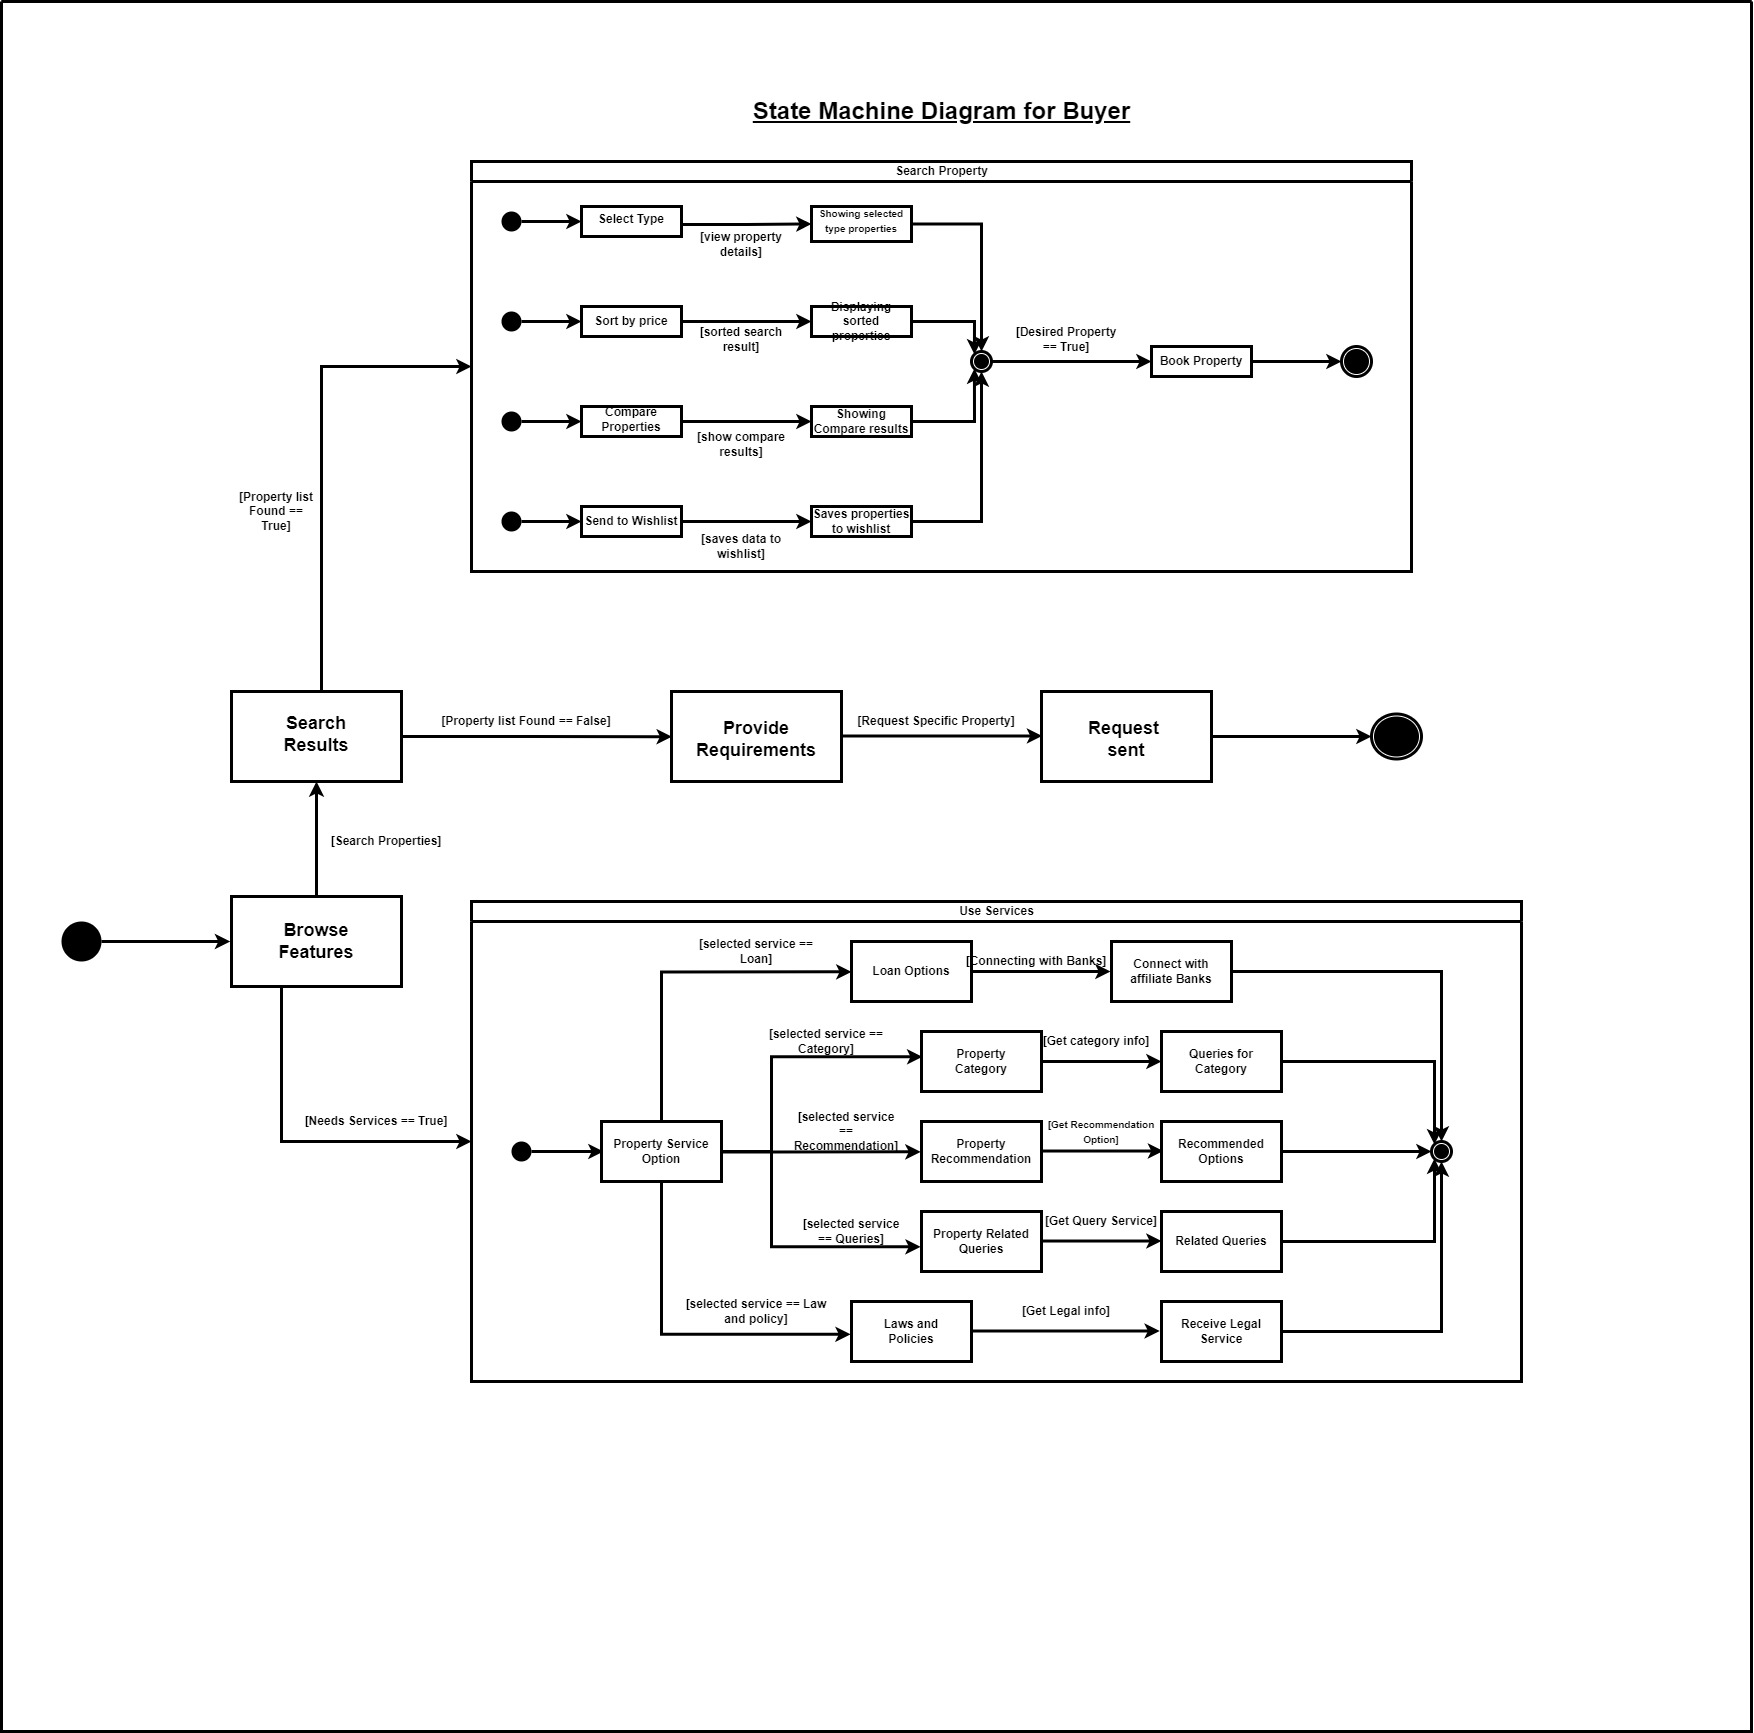 State Machine Diagram for Buyer
Search Property
Select Type
[view property
details]
Showing selected
type properties
Sort by price
[sorted search
result]
Displaying
sorted
properties
[Desired Property
== True]
Book Property
Compare
Properties
[show compare
results]
Showing
Compare results
Send to Wishlist
[saves data to
wishlist]
Saves properties
to wishlist
[Property list
Found ==
True]
Search
Results
[Property list Found == False]
Provide
Requirements
[Request Specific Property]
Request
sent
[Search Properties]
Browse
Features
[Needs Services == True]
Use Services
[selected service ==
Loan]
Loan Options
[Connecting with Banks]
Connect with
affiliate Banks
[selected service ==
Category]
Property
Category
[Get category info]
Queries for
Category
Property Service
Option
[selected service
==
Recommendation]
Property
Recommendation
[Get Recommendation
Option]
Recommended
Options
[selected service
== Queries]
Property Related
Queries
[Get Query Service]
Related Queries
[selected service == Law
and policy]
Laws and
Policies
[Get Legal info]
Receive Legal
Service